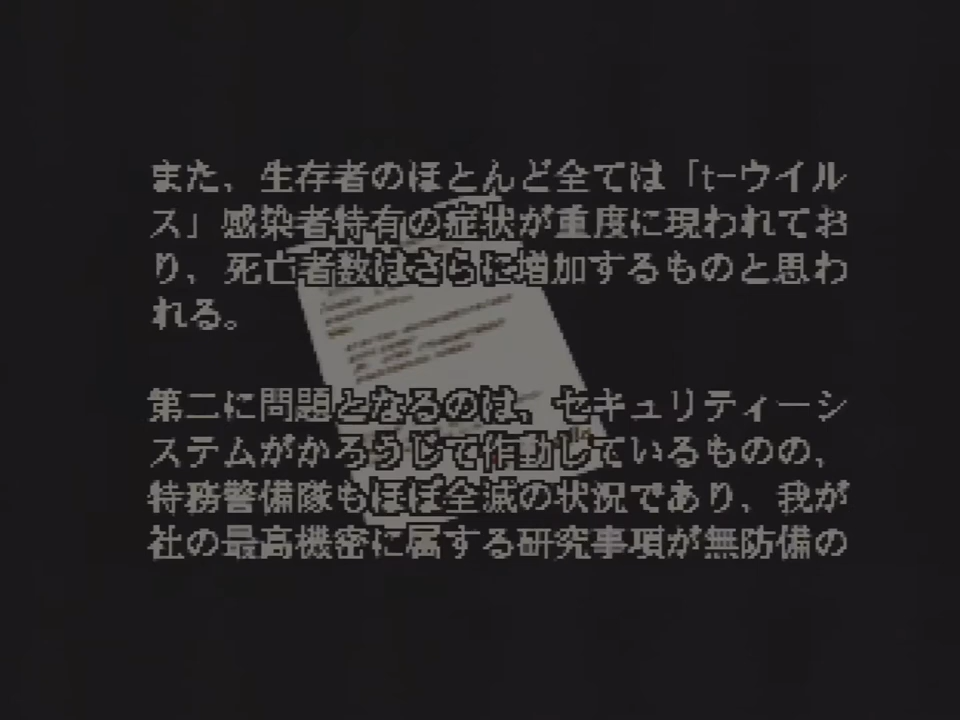 また、生存者のほとんど全ては「t-ウイル
ス」感染者特有の症状が重度に現われてお
り、死亡者数はさらに増加するものと思わ
れる。
第二に問題となるのは、セキュリティーシ
ステムがかろうじて作動しているものの、
特務警備隊もほぼ全滅の状況であり、我が
社の最高機密に属する研究事項が無防備の